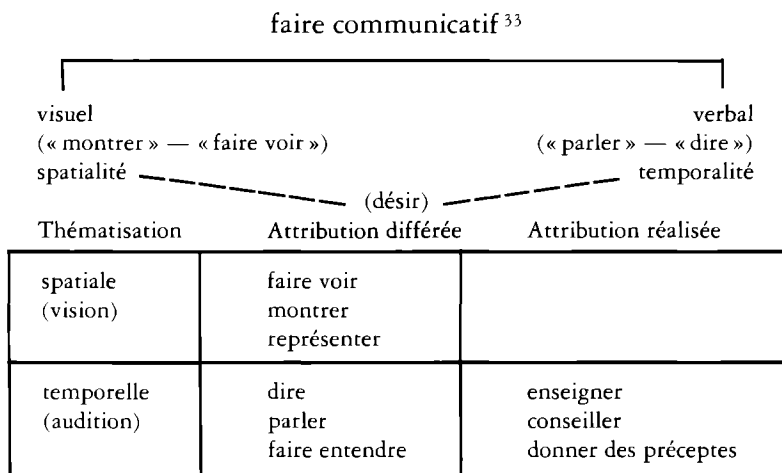 faire communicatif 33
visuel verbal
(« montrer » — « faire voir ») (« parler » — « dire »)
spatialité temporalité
(désir)
Thématisation Attribution différée Attribution réalisée
spatiale faire voir
(vision) montrer
représenter
temporelle dire enseigner
(audition) parler conseiller
faire entendre donner des préceptes